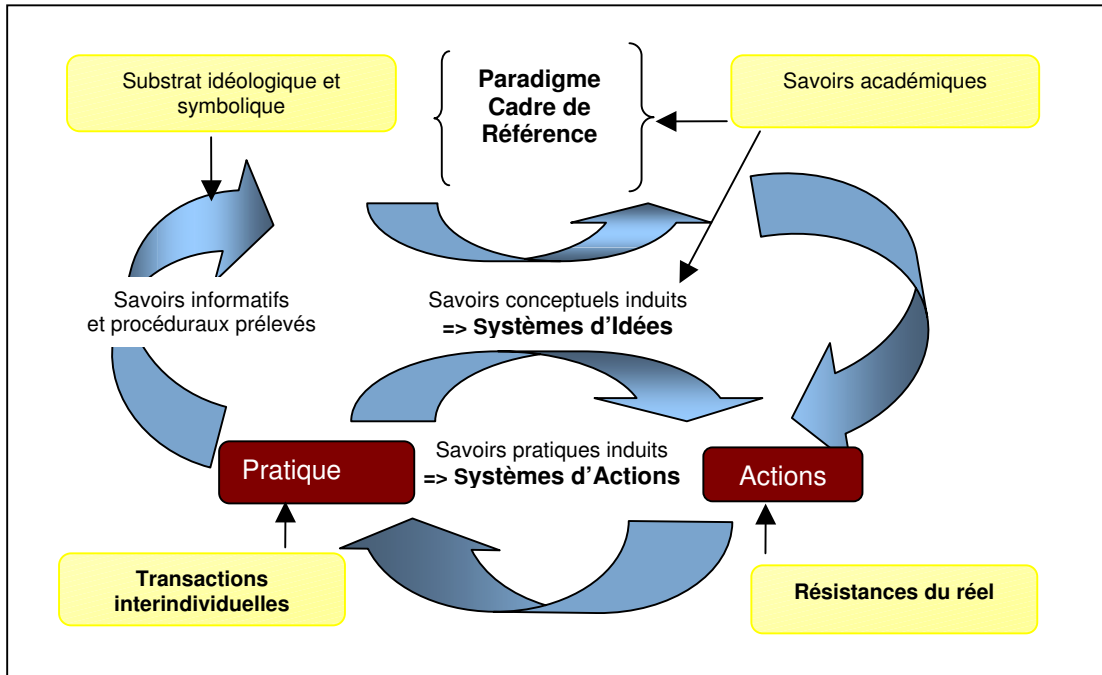 Substrat idéologique et
symbolique
Paradigme
Cadre de
Référence
Savoirs académiques
Savoirs informatifs
et procéduraux prélevés
Savoirs conceptuels induits
=> Systèmes d'Idées
Savoirs pratiques induits
=> Systèmes d'Actions
Pratique
Actions
Transactions
interindividuelles
Résistances du réel